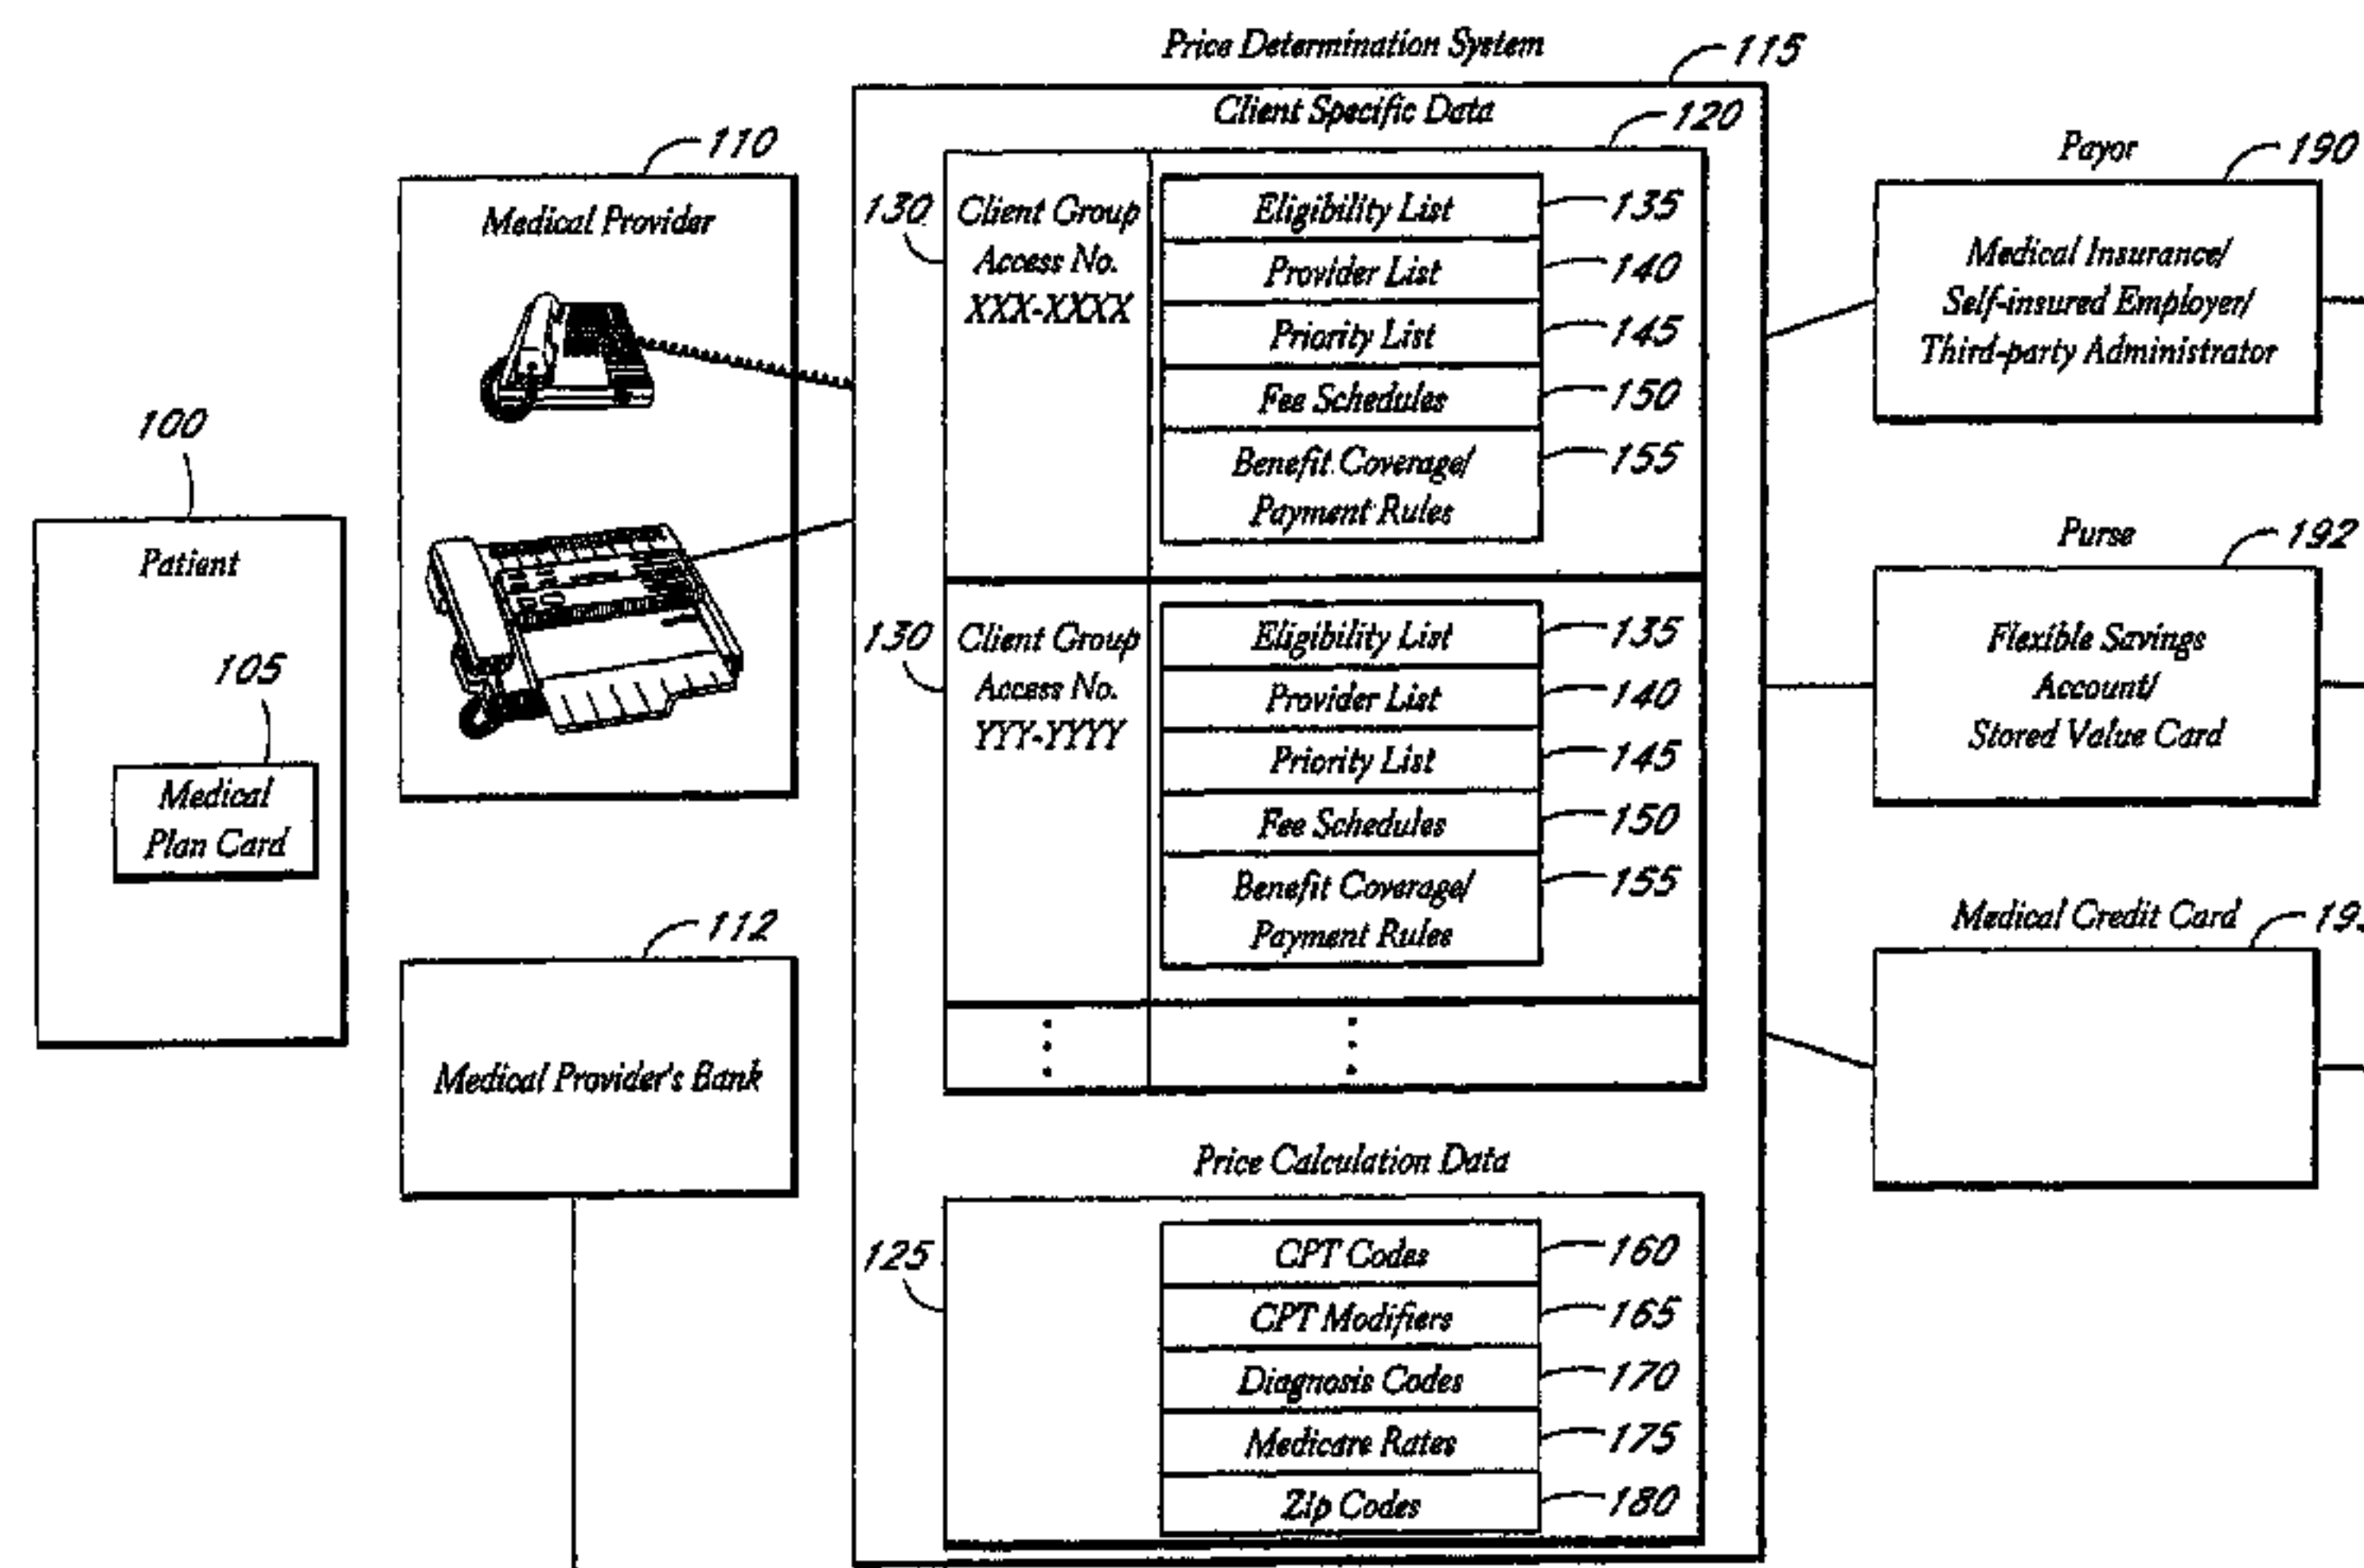 Price Determination System
115
Client Specific Data
120
110
Medical Provider
100
Patient
105
Medical
Plan Card
112
Medical Provider's Bank
130
Client Group
Access No.
XXX-XXXX
Eligibility List
135
Provider List
140
Priority List
145
Fee Schedules
150
Benefit Coverage/
155
Payment Rules
130
Client Group
Access No.
YYY-YYYY
Eligibility List
135
Provider List
140
Priority List
145
Fee Schedules
150
Benefit Coverage/
155
Payment Rules
Price Calculation Data
125
CPT Codes
160
CPT Modifiers
165
Diagnosis Codes
170
Medicare Rates
175
Zip Codes
180
Payor
190
Medical Insurance/
Self-insured Employer/
Third-party Administrator
Purse
192
Flexible Savings
Account/
Stored Value Card
Medical Credit Card